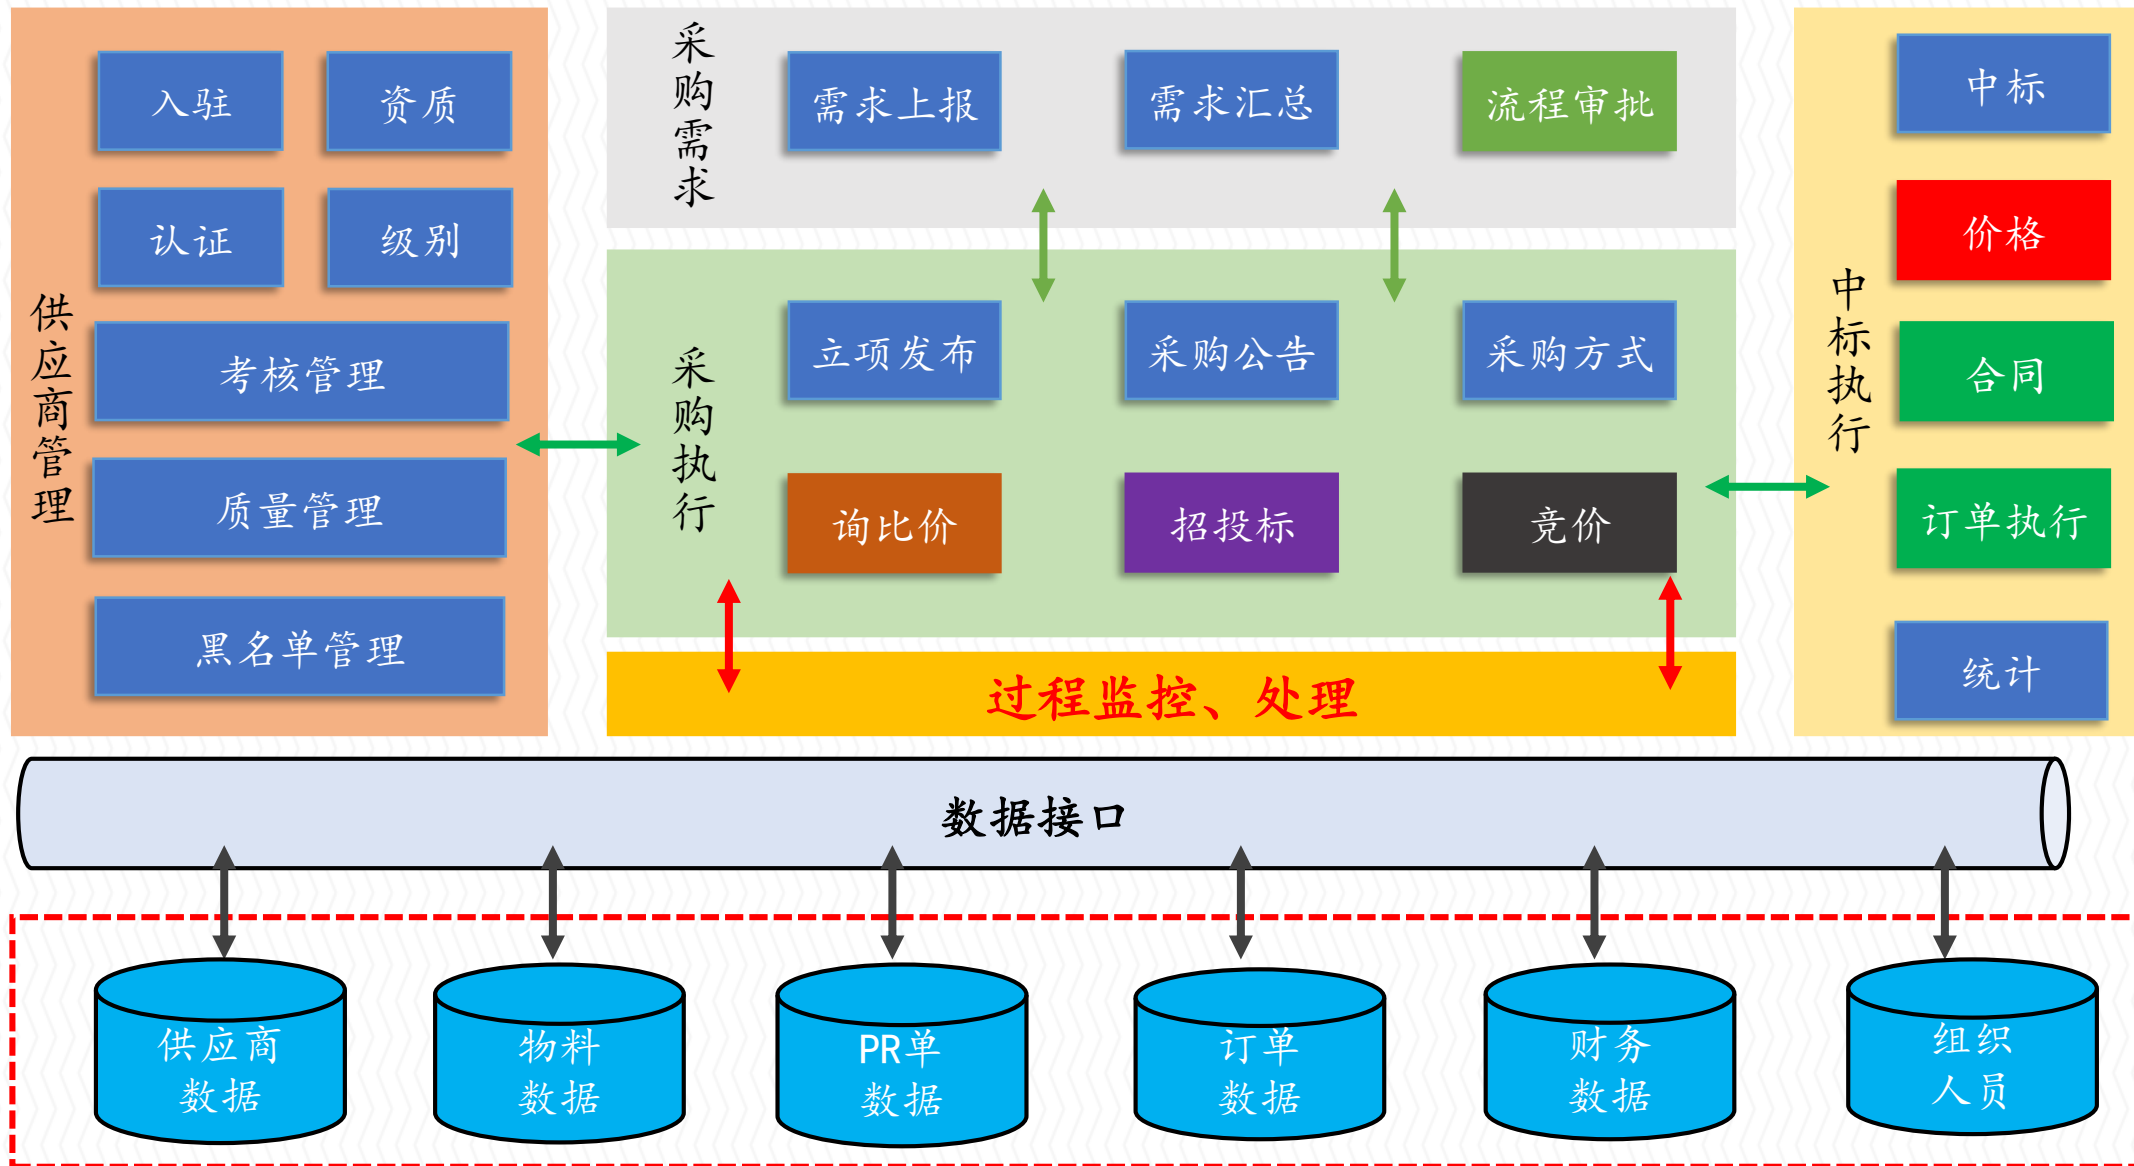 供应商管理
入驻
资质
认证
级别
考核管理
质量管理
黑名单管理
采购需求
需求上报
需求汇总
流程审批
采购执行
立项发布
采购公告
采购方式
询比价
招投标
竞价
过程监控、处理
中标执行
中标
价格
合同
订单执行
统计
数据接口
供应商
数据
物料
数据
PR单
数据
订单
数据
财务
数据
组织
人员